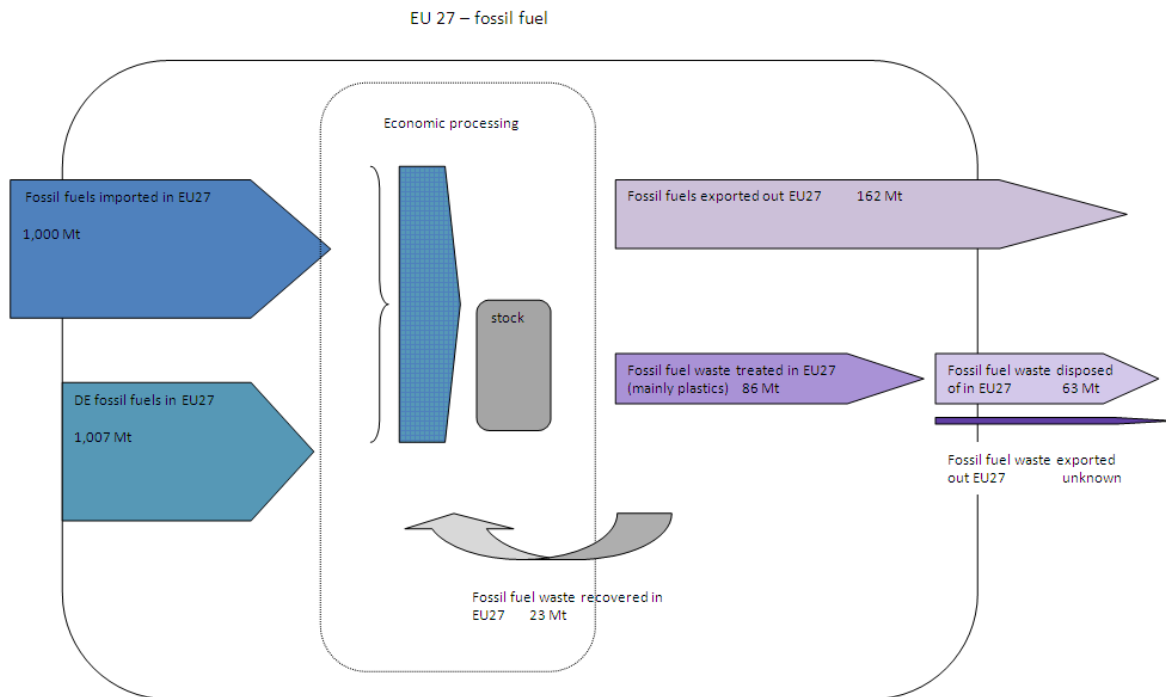 EU 27 – fossil fuel
Economic processing
Fossil fuels imported in EU27
1,000 Mt
Fossil fuels exported out EU27 162 Mt
stock
DE fossil fuels in EU27
1,007 Mt
Fossil fuel waste treated in EU27
(mainly plastics) 86 Mt
Fossil fuel waste disposed
of in EU27 63 Mt
Fossil fuel waste exported
out EU27 unknown
Fossil fuel waste recovered in
EU27 23 Mt